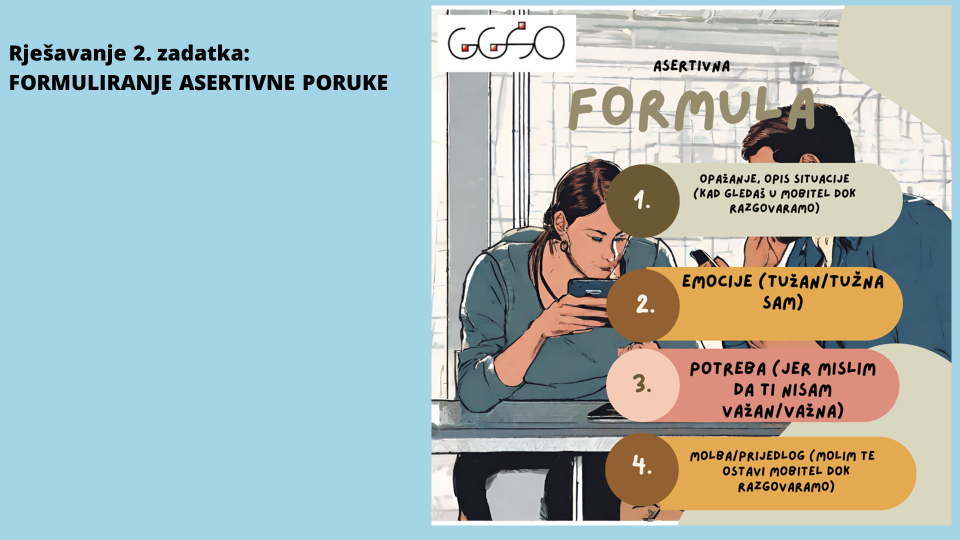 Rješavanje 2. zadatka:
FORMULIRANJE ASERTIVNE PORUKE
GGŠO
ASERTIVNA
FORMULA
1.
OPAŽANJE, OPIS SITUACIJE
(KAD GLEDAŠ U MOBITEL DOK
RAZGOVARAMO)
2.
EMOCIJE (TUŽAN/TUŽNA
SAM)
3.
POTREBA (JER MISLIM
DA TI NISAM
VAŽAN/VAŽNA)
4.
MOLBA/PRIJEDLOG (MOLIM TE
OSTAVI MOBITEL DOK
RAZGOVARAMO)